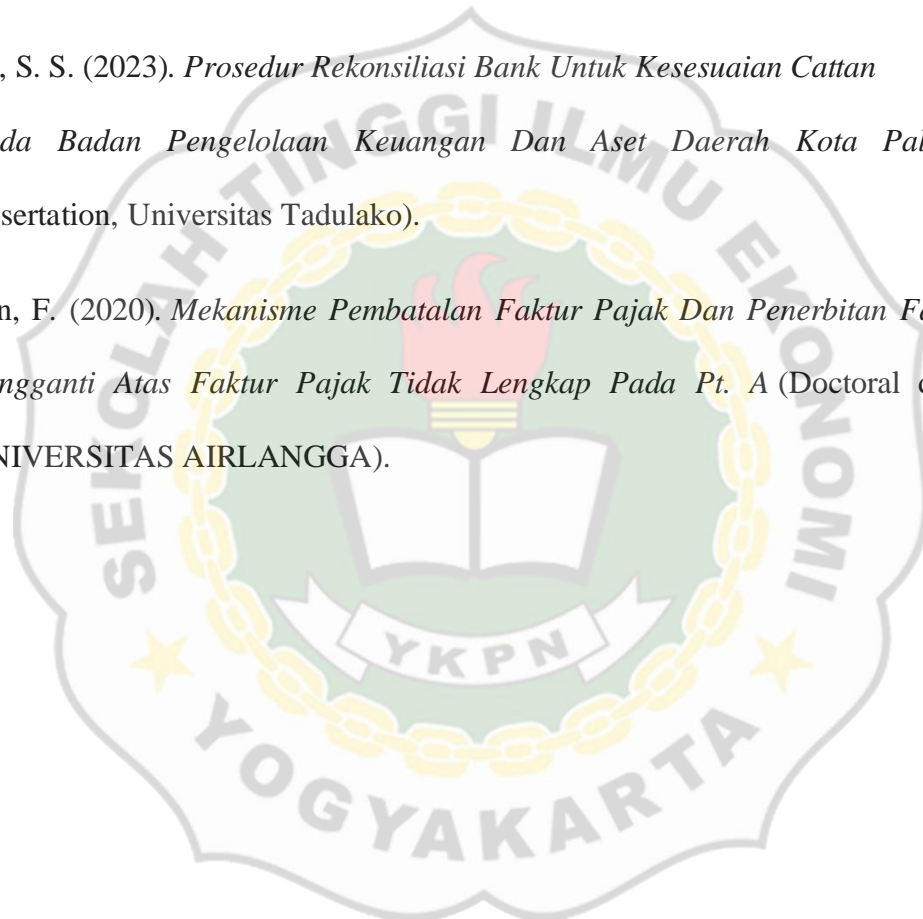 , S. S. (2023). Prosedur Rekonsiliasi Bank Untuk Kesesuaian Cattan
da Badan Pengelolaan Keuangan Dan Aset Daerah Kota Pal
sertation, Universitas Tadulako).
n, F. (2020). Mekanisme Pembatalan Faktur Pajak Dan Penerbitan Fa
ngganti Atas Faktur Pajak Tidak Lengkap Pada Pt. A (Doctoral
NIVERSITAS AIRLANGGA).
SEKOLAH TINGGI ILMU EKONOMI
YKPN
YOGYAKARTA